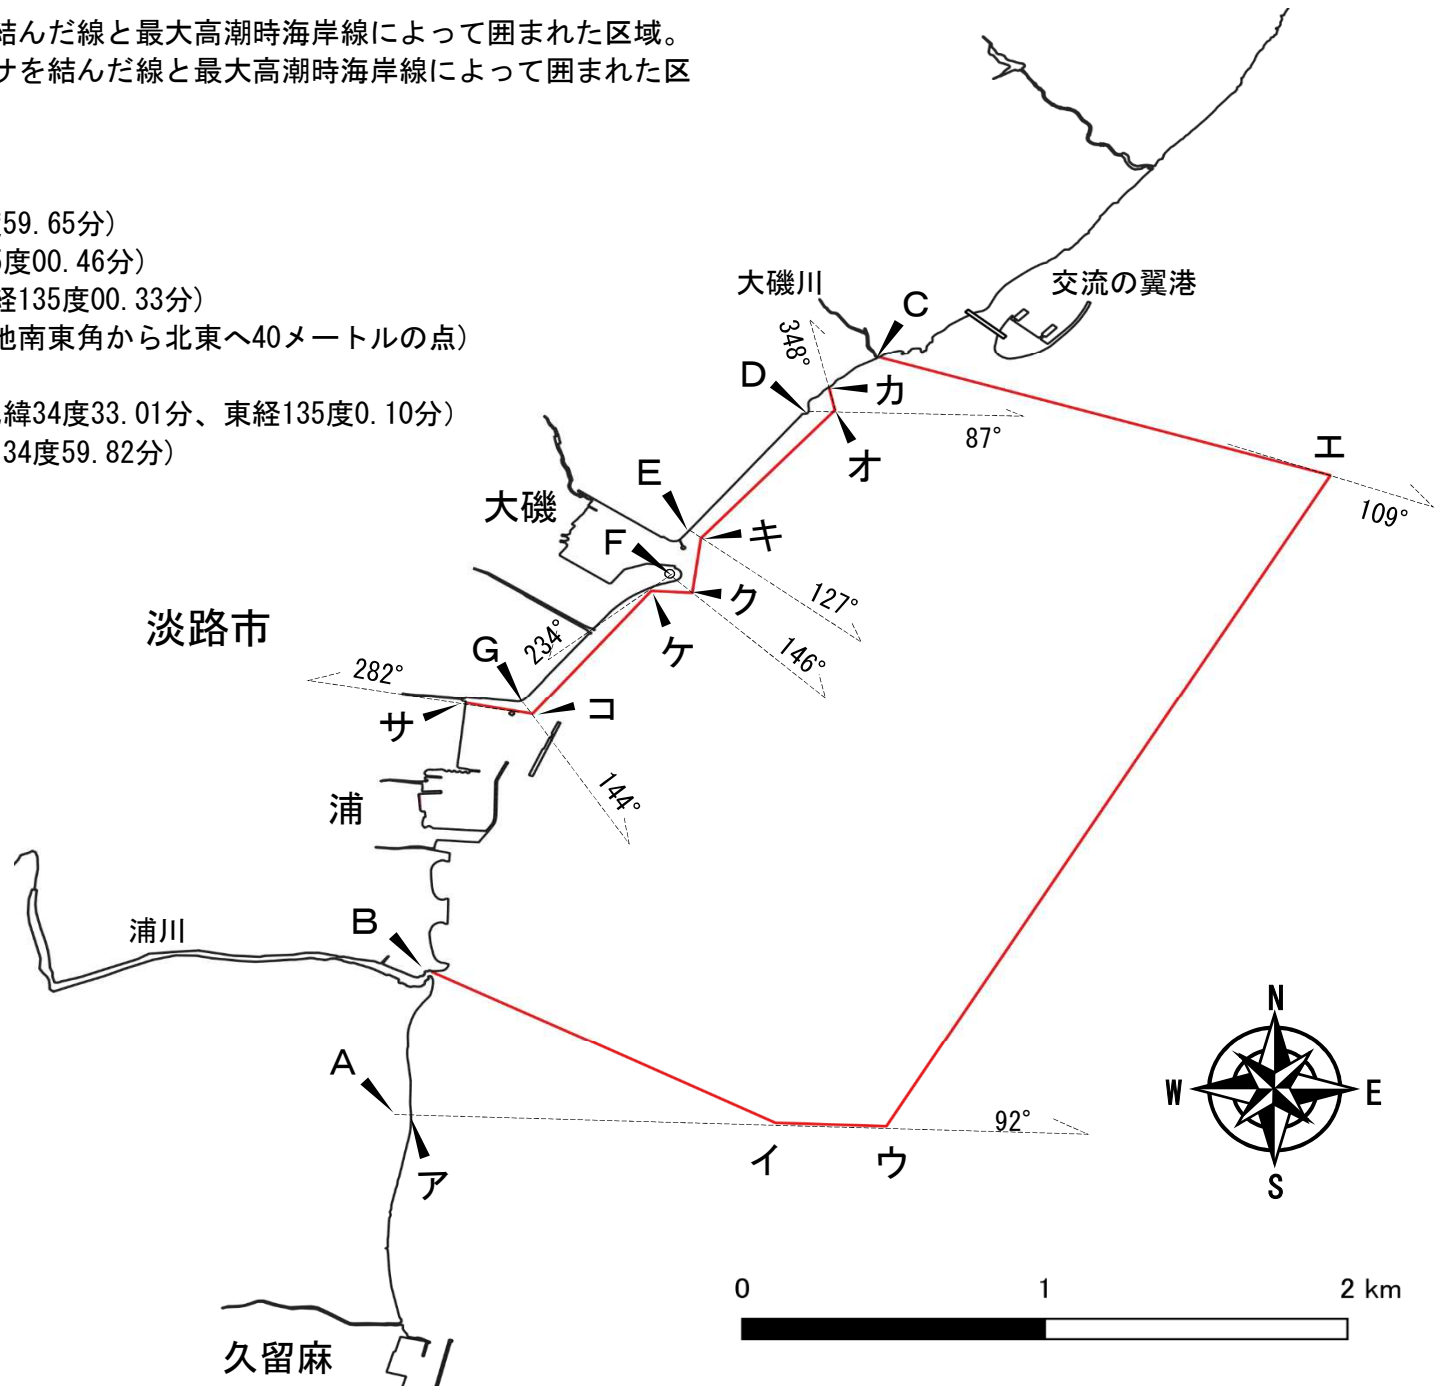 結んだ線と最大高潮時海岸線によって囲まれた区域。
サを結んだ線と最大高潮時海岸線によって囲まれた区
59.65分)
度00.46分)
経135度00.33分)
地南東角から北東へ40メートルの点)
緯34度33.01分、東経135度0.10分)
34度59.82分)
大磯川
C
交流の翼港
348°
D
カ
87°
オ
エ
109°
E
大磯
キ
F
ク
127°
淡路市
234°
ケ
146°
G
282°
サ
コ
144°
浦
B
浦川
A
ア
92°
イ
ウ
N
W
E
S
0
1
2 km
久留麻